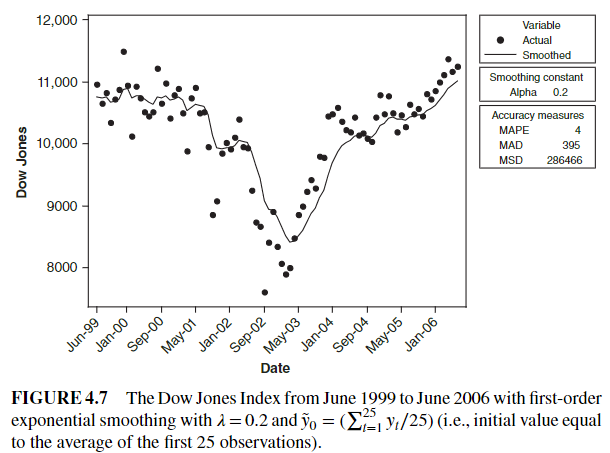 12,000
11,000
10,000
9000
8000
Dow Jones
Jun-99
Jan-00
Sep-00
May-01
Jan-02
Sep-02
May-03
Jan-04
Sep-04
May-05
Jan-06
Date
Variable
Actual
Smoothed
Smoothing constant
Alpha 0.2
Accuracy measures
MAPE 4
MAD 395
MSD 286466
FIGURE 4.7 The Dow Jones Index from June 1999 to June 2006 with first-order
exponential smoothing with λ = 0.2 and ỹ₀ = (∑²⁵ₜ₌₁ yₜ/25) (i.e., initial value equal
to the average of the first 25 observations).